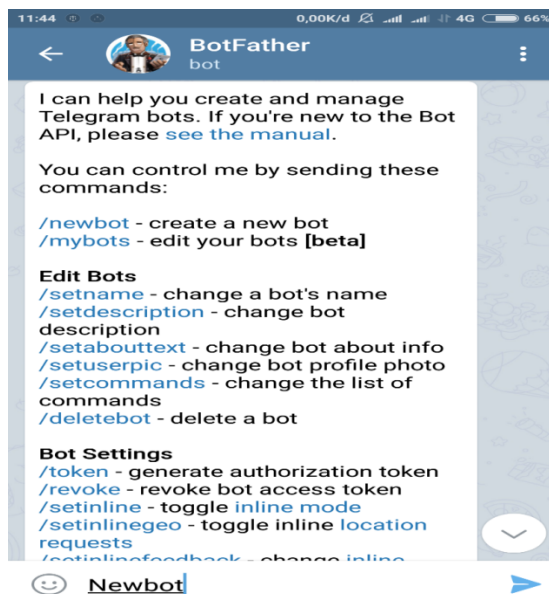 11:44 0,00K/d 4G 66%
BotFather
bot
I can help you create and manage
Telegram bots. If you're new to the Bot
API, please see the manual.
You can control me by sending these
commands:
/newbot - create a new bot
/mybots - edit your bots [beta]
Edit Bots
/setname - change a bot's name
/setdescription - change bot
description
/setabouttext - change bot about info
/setuserpic - change bot profile photo
/setcommands - change the list of
commands
/deletebot - delete a bot
Bot Settings
/token - generate authorization token
/revoke - revoke bot access token
/setinline - toggle inline mode
/setinlinegeo - toggle inline location
requests
/setinlinefeedback - change inline
Newbot